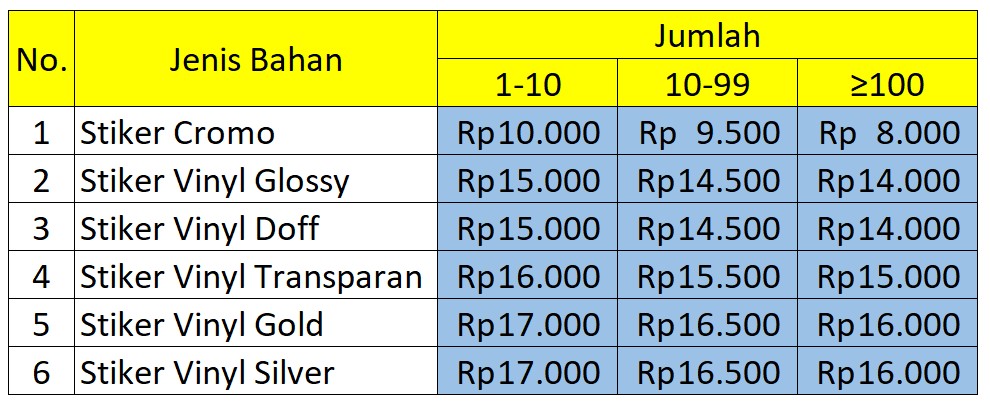 No. Jenis Bahan Jumlah
1-10 10-99 ≥100
1 Stiker Cromo Rp10.000 Rp 9.500 Rp 8.000
2 Stiker Vinyl Glossy Rp15.000 Rp14.500 Rp14.000
3 Stiker Vinyl Doff Rp15.000 Rp14.500 Rp14.000
4 Stiker Vinyl Transparan Rp16.000 Rp15.500 Rp15.000
5 Stiker Vinyl Gold Rp17.000 Rp16.500 Rp16.000
6 Stiker Vinyl Silver Rp17.000 Rp16.500 Rp16.000